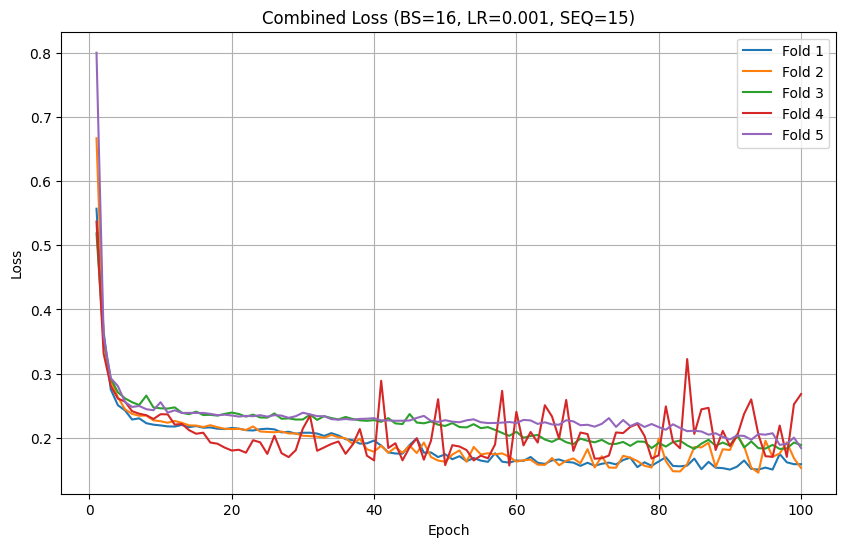 Combined Loss (BS=16, LR=0.001, SEQ=15)
Fold 1
Fold 2
Fold 3
Fold 4
Fold 5
Loss
0.8
0.7
0.6
0.5
0.4
0.3
0.2
0
20
40
60
80
100
Epoch